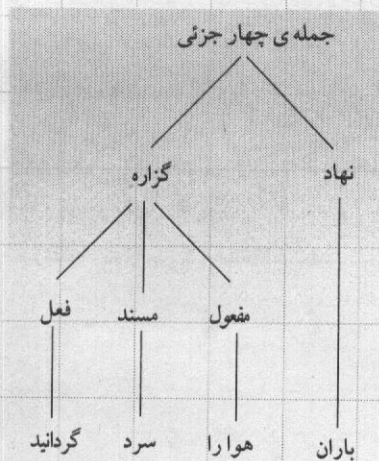 جمله ی چهار جزئی
نهاد گزاره
مفعول مسند فعل
باران هوا را سرد گردانید